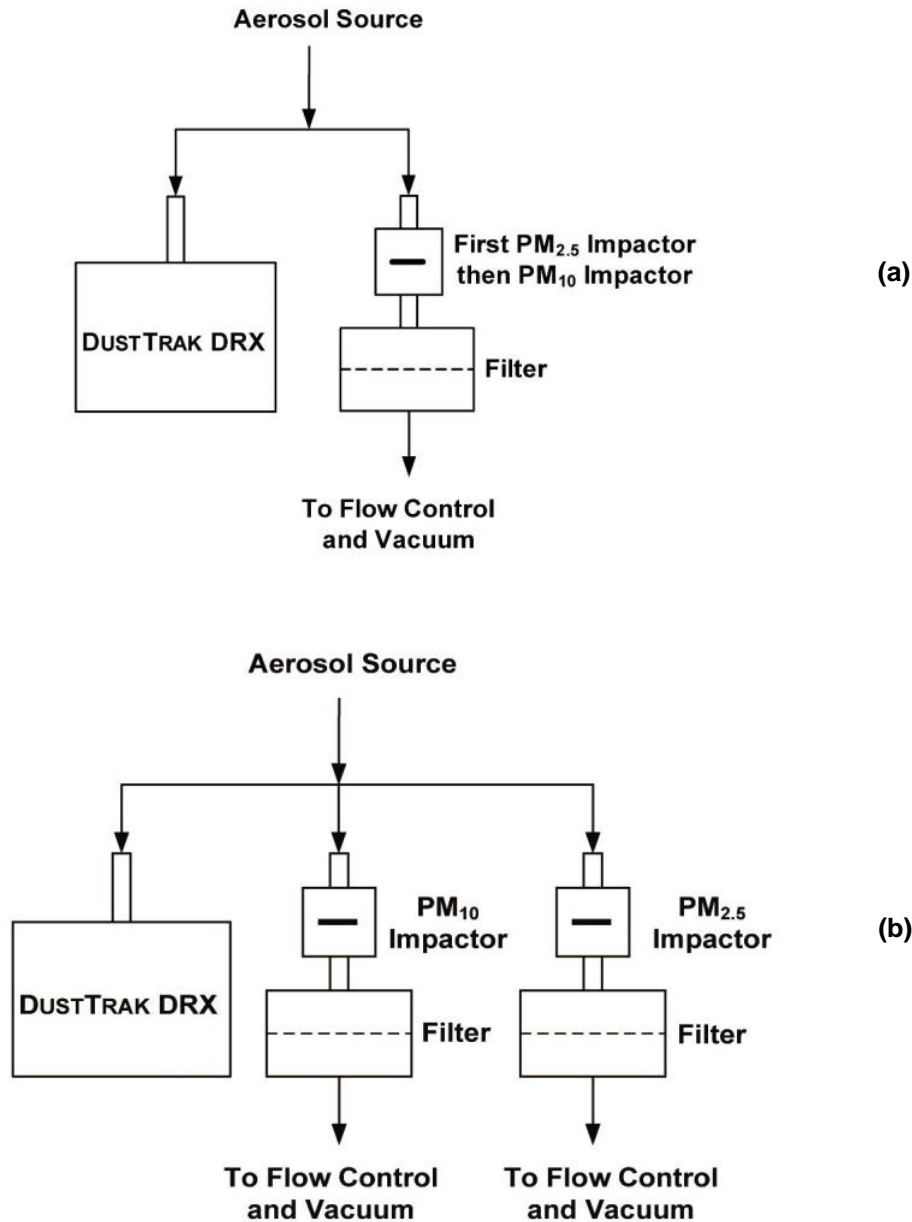 Aerosol Source
First PM2.5 Impactor
then PM10 Impactor
(a)
DUSTTRAK DRX
Filter
To Flow Control
and Vacuum
Aerosol Source
PM10
Impactor
PM2.5
Impactor
(b)
DUSTTRAK DRX
Filter
Filter
To Flow Control
and Vacuum
To Flow Control
and Vacuum